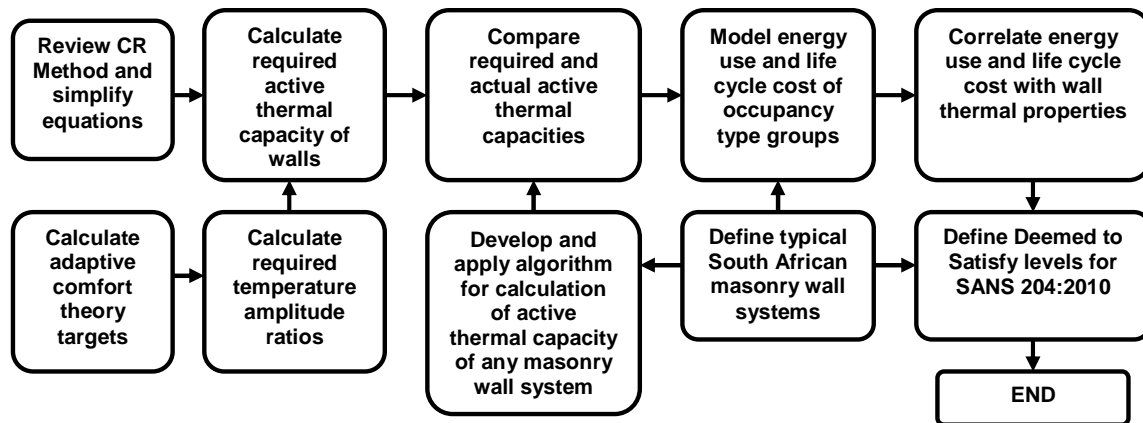 Review CR
Method and
simplify
equations
Calculate
required
active
thermal
capacity of
walls
Compare
required and
actual active
thermal
capacities
Model energy
use and life
cycle cost of
occupancy
type groups
Correlate energy
use and life cycle
cost with wall
thermal properties
Calculate
adaptive
comfort
theory
targets
Calculate
required
temperature
amplitude
ratios
Develop and
apply algorithm
for calculation
of active
thermal capacity
of any masonry
wall system
Define typical
South African
masonry wall
systems
Define Deemed to
Satisfy levels for
SANS 204:2010
END